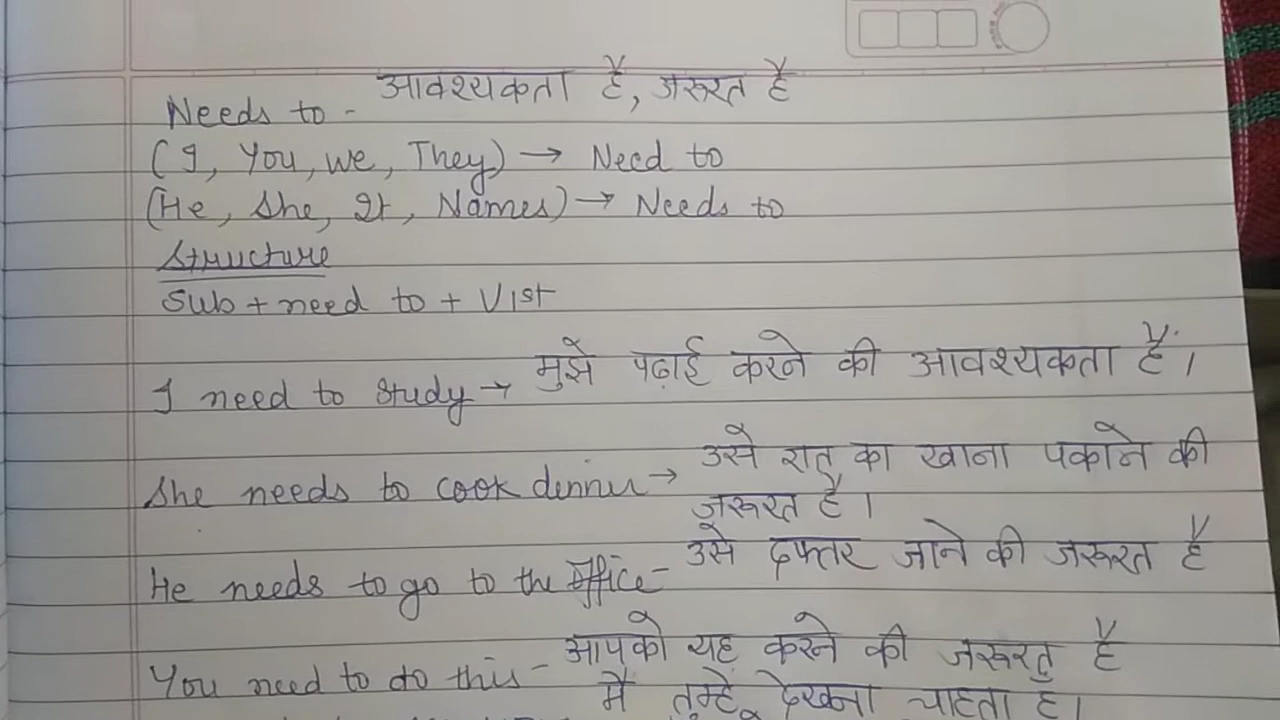 Needs to - आवश्यकता है, जरूरत है
(I, You, we, They) → Need to
(He, She, It, Names) → Needs to
Structure
Sub + need to + V1st
I need to study → मुझे पढ़ाई करने की आवश्यकता है।
She needs to cook dinner → उसे रात का खाना पकाने की
जरूरत है।
He needs to go to the office - उसे दफ्तर जाने की जरूरत है
You need to do this - आपको यह करने की जरूरत है
मैं तुम्हें देखना चाहता हूँ।